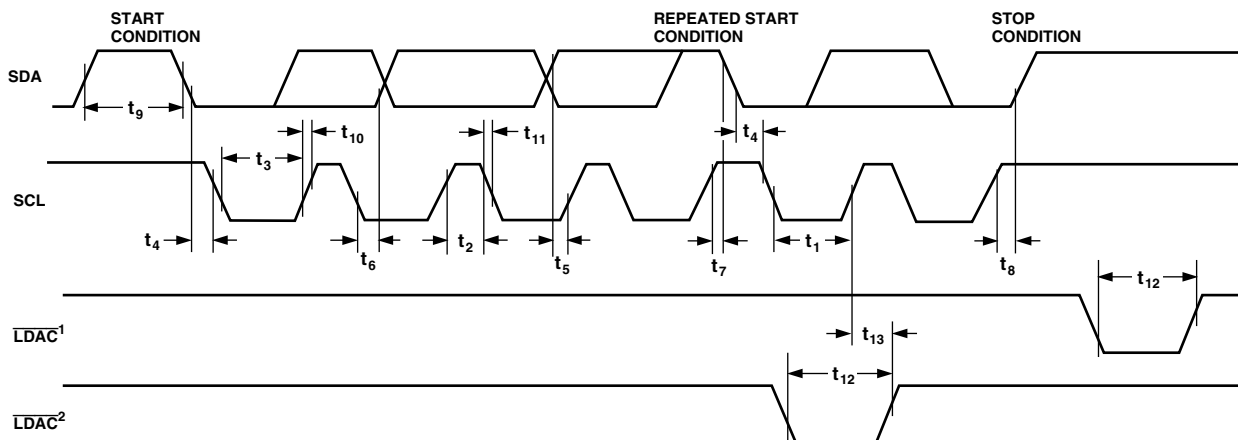 START
CONDITION
REPEATED START
CONDITION
STOP
CONDITION
SDA
t9
t10
t11
t4
t3
SCL
t4
t6
t2
t5
t7
t1
t8
t12
LDAC1
t13
t12
LDAC2